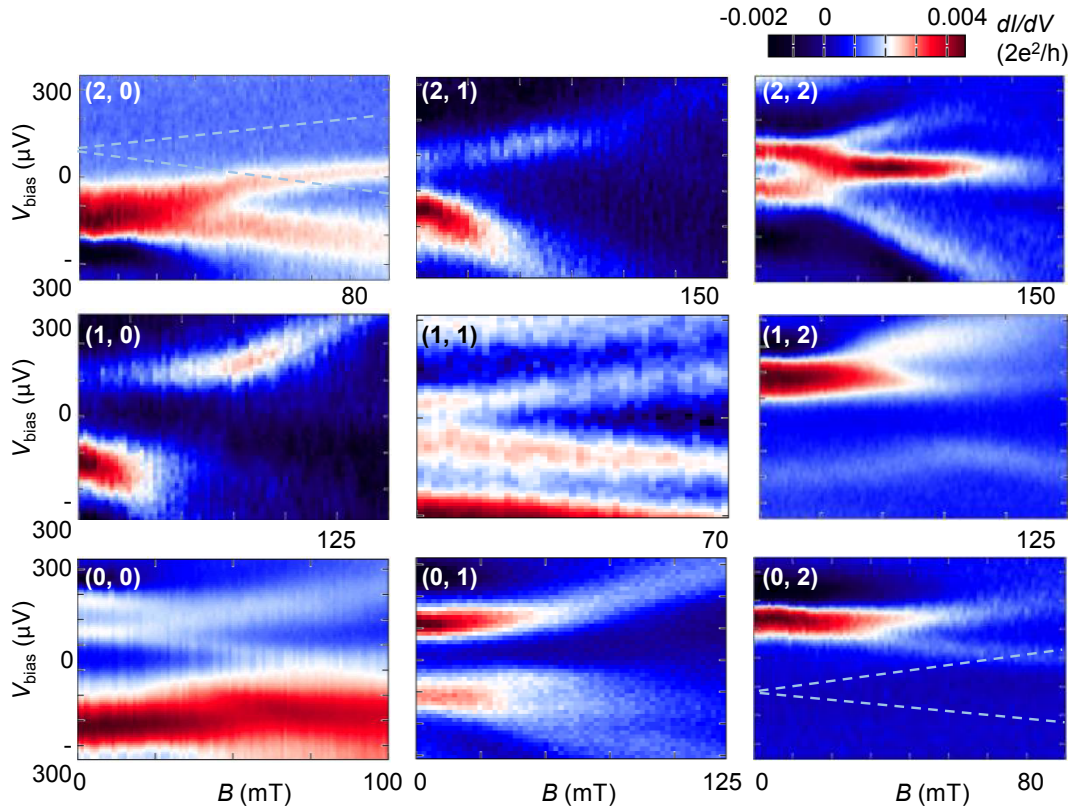 -0.002 0 0.004 dI/dV
(2e²/h)
300 (2, 0) (2, 1) (2, 2)
V_bias (µV)
0
-
300
80 150 150
300 (1, 0) (1, 1) (1, 2)
V_bias (µV)
0
-
300
125 70 125
300 (0, 0) (0, 1) (0, 2)
V_bias (µV)
0
-
300
0 B (mT) 100 0 B (mT) 125 0 B (mT) 80